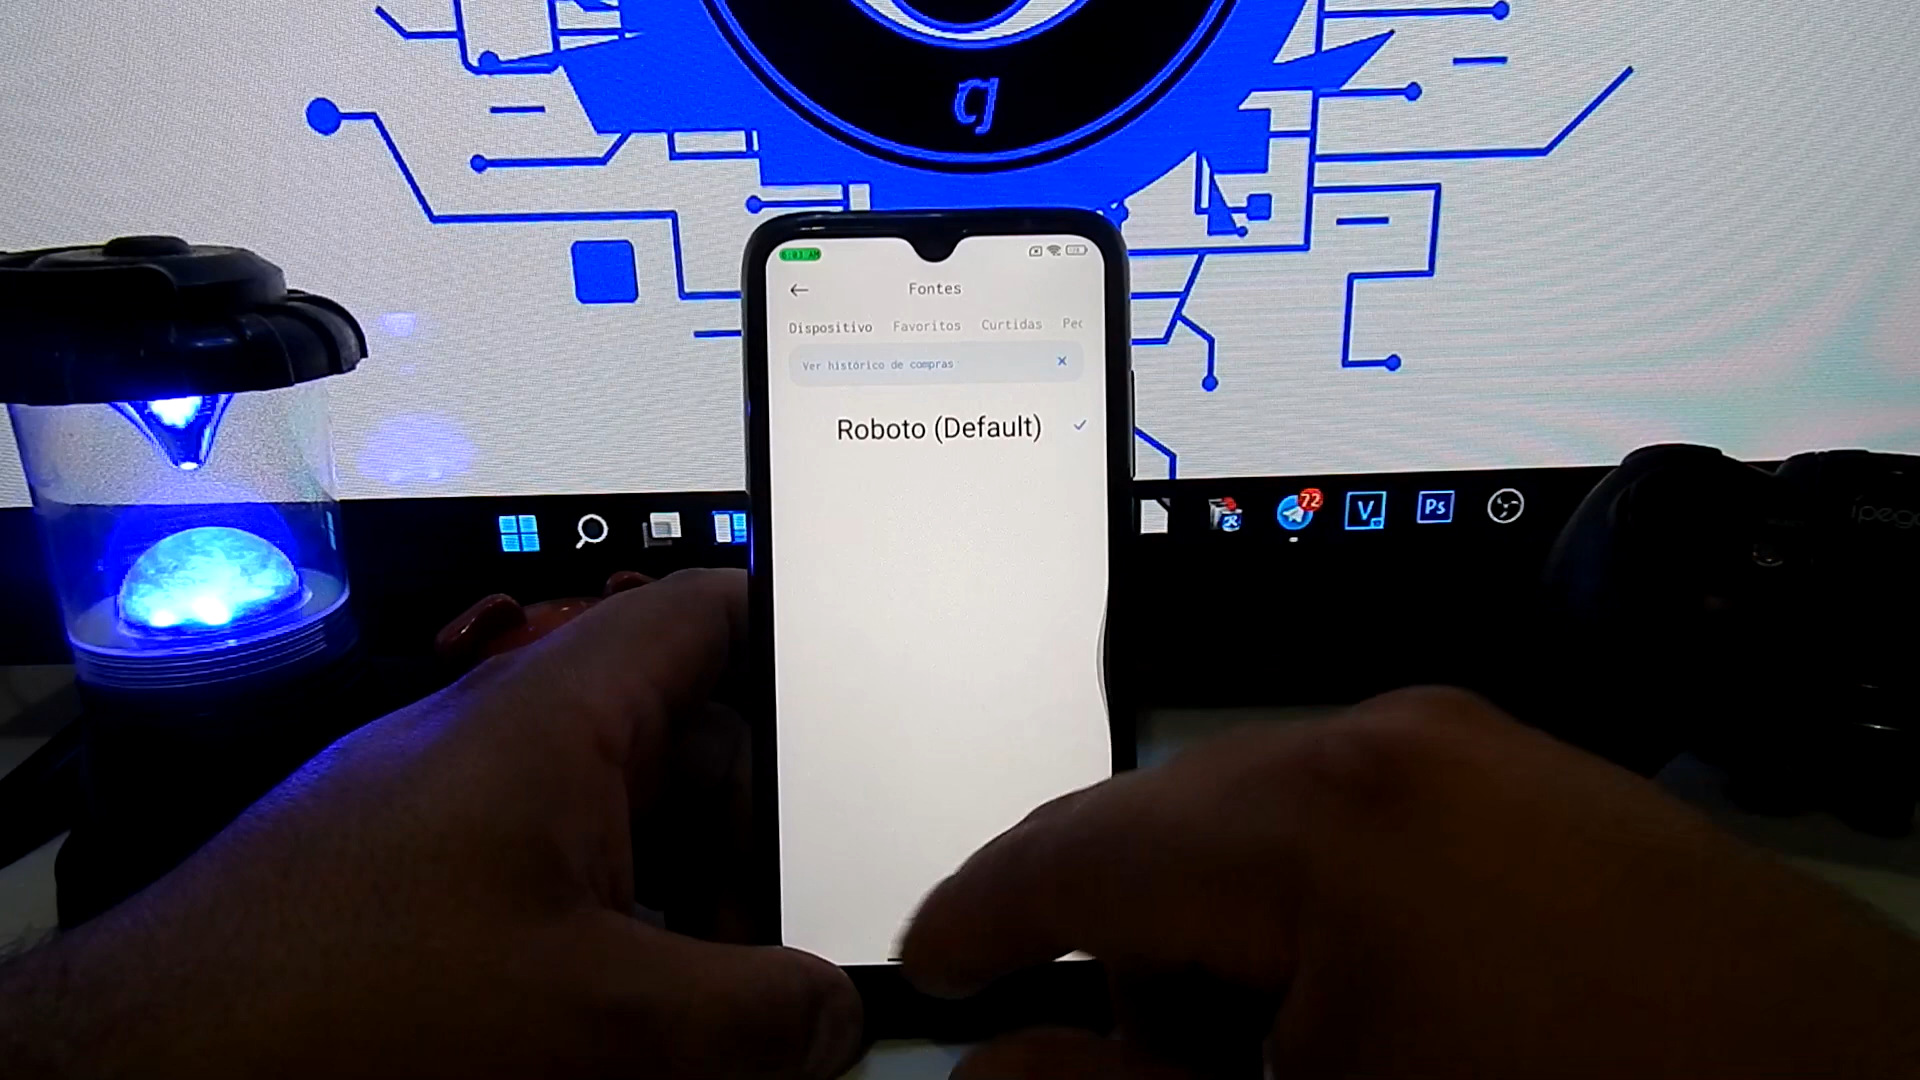 Fontes
Dispositivo Favoritos Curtidas
Ver histórico de compras
Roboto (Default)
72
V
Ps